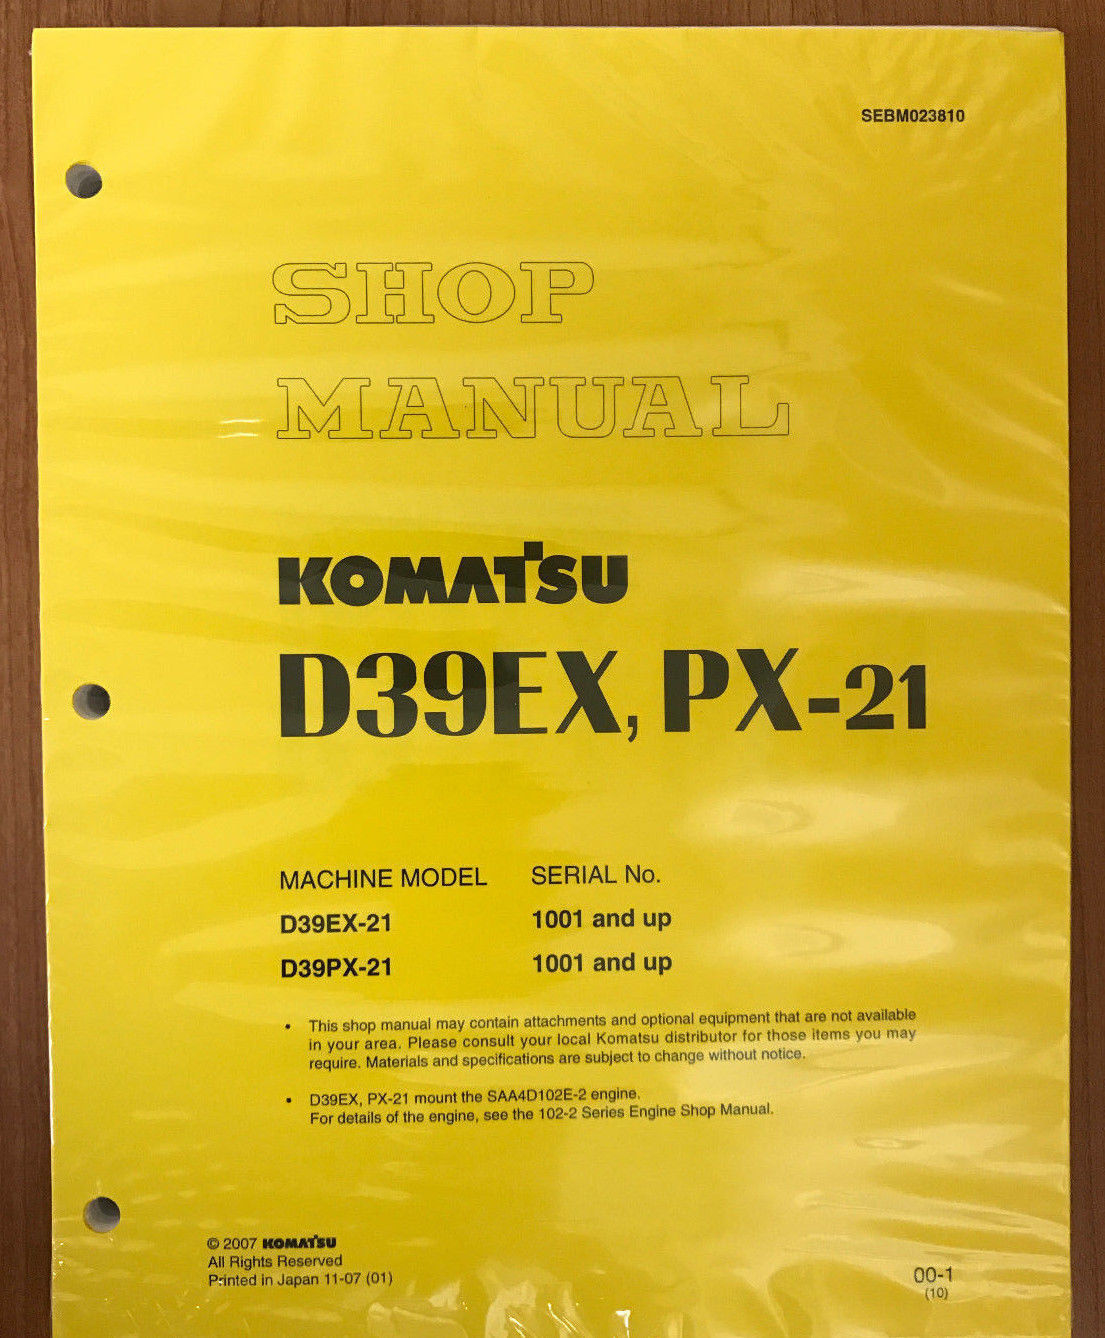 SEBM023810
SHOP
MANUAL
KOMATSU
D39EX, PX-21
MACHINE MODEL SERIAL No.
D39EX-21 1001 and up
D39PX-21 1001 and up
• This shop manual may contain attachments and optional equipment that are not available
in your area. Please consult your local Komatsu distributor for those items you may
require. Materials and specifications are subject to change without notice.
• D39EX, PX-21 mount the SAA4D102E-2 engine.
For details of the engine, see the 102-2 Series Engine Shop Manual.
© 2007 KOMATSU
All Rights Reserved
Printed in Japan 11-07 (01)
00-1
(10)